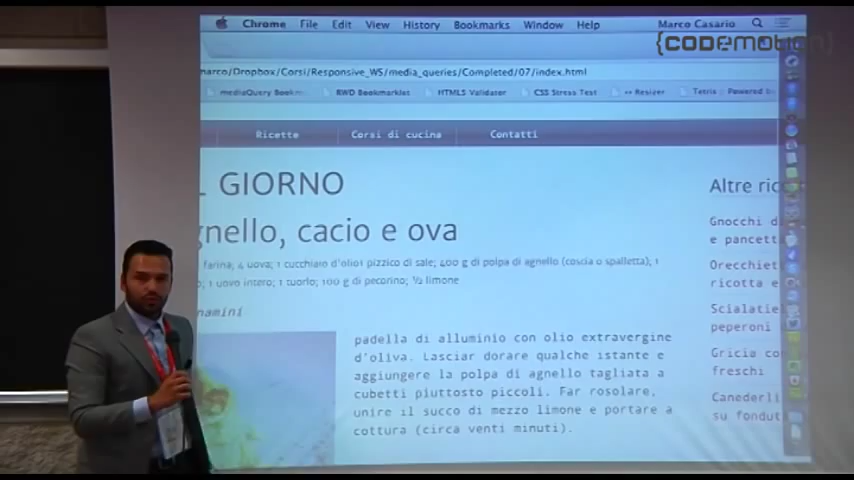 Chrome File Edit View History Bookmarks Window Help Marco Casario
{CODEMOTION}
marco/Dropbox/Corsi/Responsive_WS/media_queries/Completed/07/index.html
mediaQuery Bookm RWD Bookmarklet HTML5 Validator CSS Stress Test Resizer Tetris Powered by
Ricette Corsi di cucina Contatti
L GIORNO
gnello, cacio e ova
farina; 4 uova; 1 cucchiaro d'olio1 pizzico di sale; 400 g di polpa di agnello (coscia o spalletta); 1
1 uovo intero; 1 tuorlo; 100 g di pecorino; ½ limone
namini
padella di alluminio con olio extravergine
d'oliva. Lasciar dorare qualche istante e
aggiungere la polpa di agnello tagliata a
cubetti piuttosto piccoli. Far rosolare,
unire il succo di mezzo limone e portare a
cottura (circa venti minuti).
Altre ric
Gnocchi d
e pancett
Orecchiet
ricotta e
Scialatie
peperoni
Gricia co
freschi
Canederli
su fondut